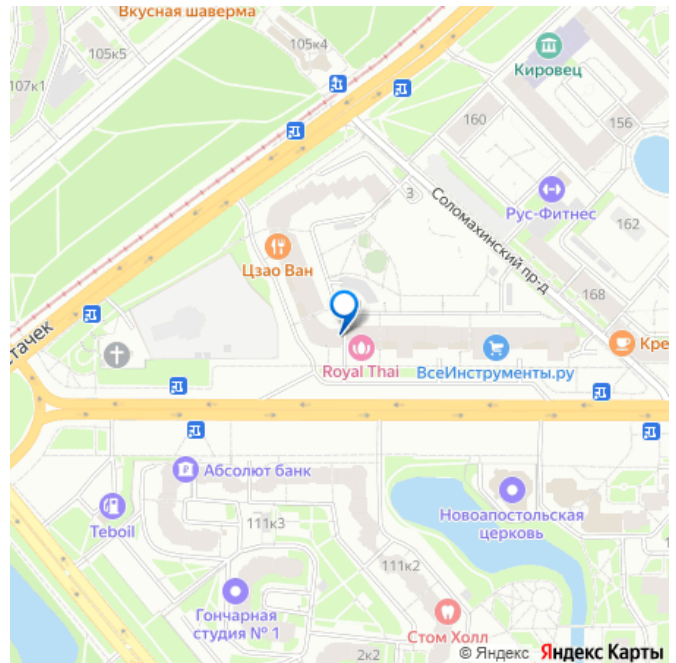 Вкусная шаверма
105к4
105к5
107к1
Кировец
160
156
3
Соломахинский пр-д
Рус-Фитнес
162
Цзао Ван
168
стачек
Royal Thai
ВсеИнструменты.ру
Кре
Абсолют банк
Teboil
111к3
Новоапостольская
церковь
111к2
Гончарная
студия № 1
Стом Холл
2к2
© Яндекс Яндекс Карты